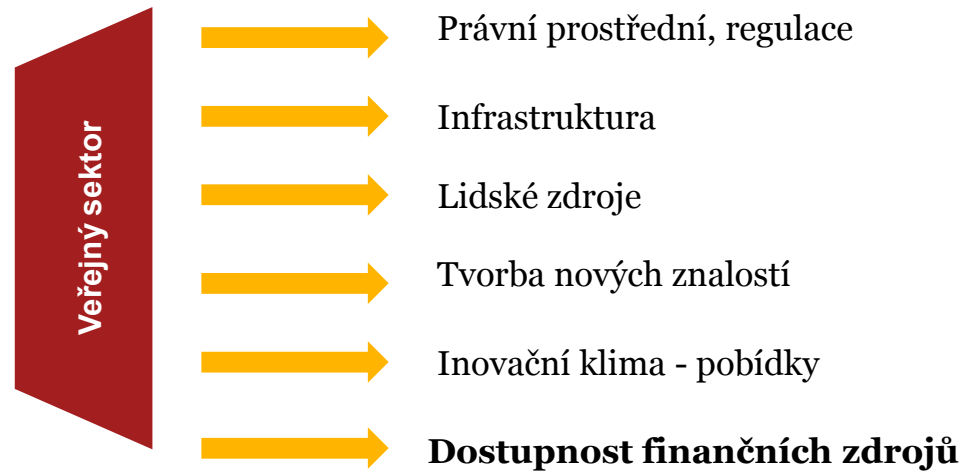 Veřejný sektor
Právní prostřední, regulace
Infrastruktura
Lidské zdroje
Tvorba nových znalostí
Inovační klima - pobídky
Dostupnost finančních zdrojů